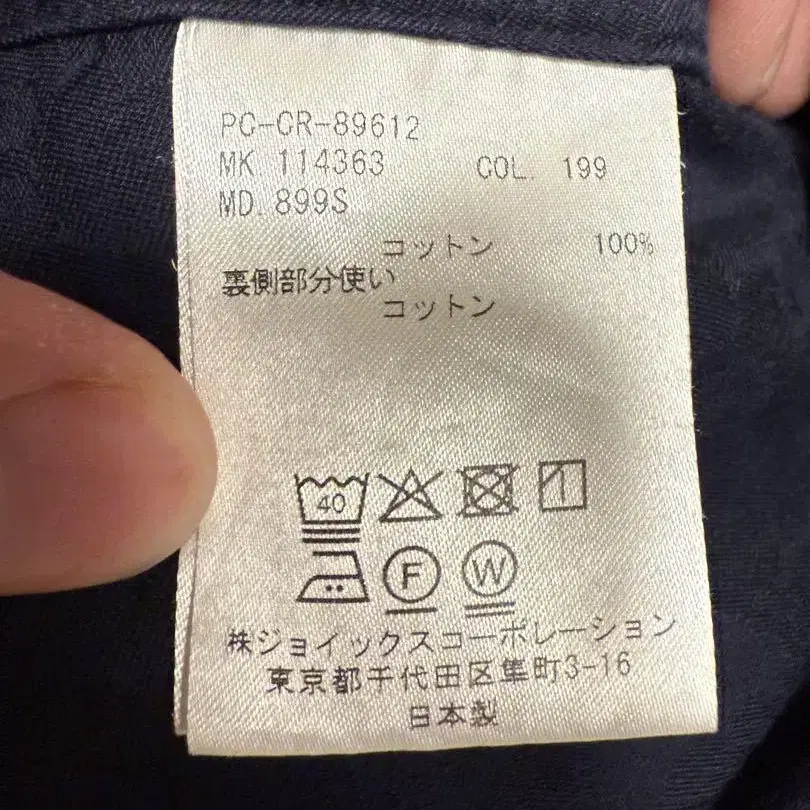 PC-CR-89612
MK 114363 COL. 199
MD. 899S
コットン 100%
裏側部分使い
コットン
40
F W
株ジョイックスコーポレーション
東京都千代田区隼町3-16
日本製